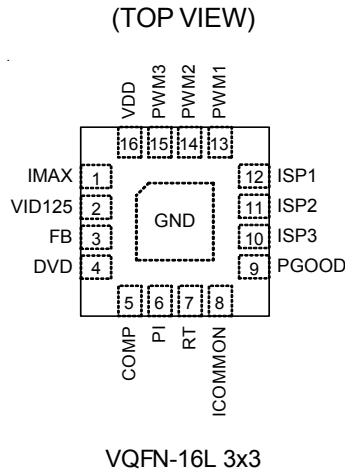 (TOP VIEW)
VDD PWM3 PWM2 PWM1
16 15 14 13
IMAX 1 12 ISP1
VID125 2 11 ISP2
GND
FB 3 10 ISP3
DVD 4 9 PGOOD
5 6 7 8
COMP PI RT ICOMMON
VQFN-16L 3x3